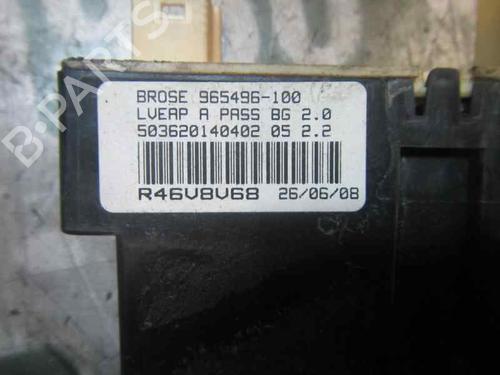 BROSE 965496-100
LVEAP A PASS BG 2.0
503620140402 05 2.2
R46V8V68 26/06/08
B-PARTS